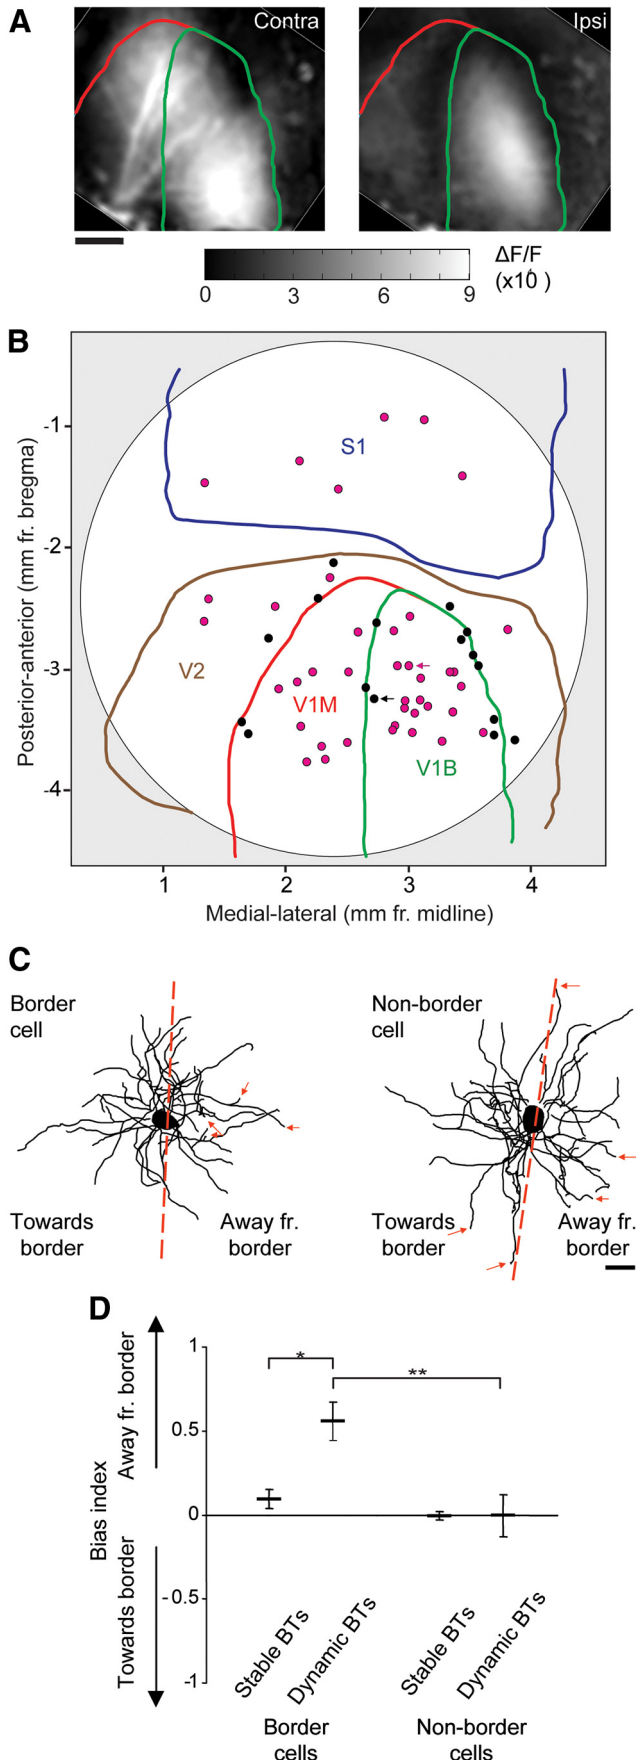 A
Contra
Ipsi
ΔF/F
(x10 )
0 3 6 9
B
Posterior-anterior (mm fr. bregma)
-1
-2
-3
-4
S1
V2
V1M
V1B
1 2 3 4
Medial-lateral (mm fr. midline)
C
Border
cell
Non-border
cell
Towards
border
Away fr.
border
Towards
border
Away fr.
border
D
Away fr. border
Bias index
Towards border
1
0.5
0
-0.5
-1
*
**
Stable BTs
Dynamic BTs
Stable BTs
Dynamic BTs
Border
cells
Non-border
cells